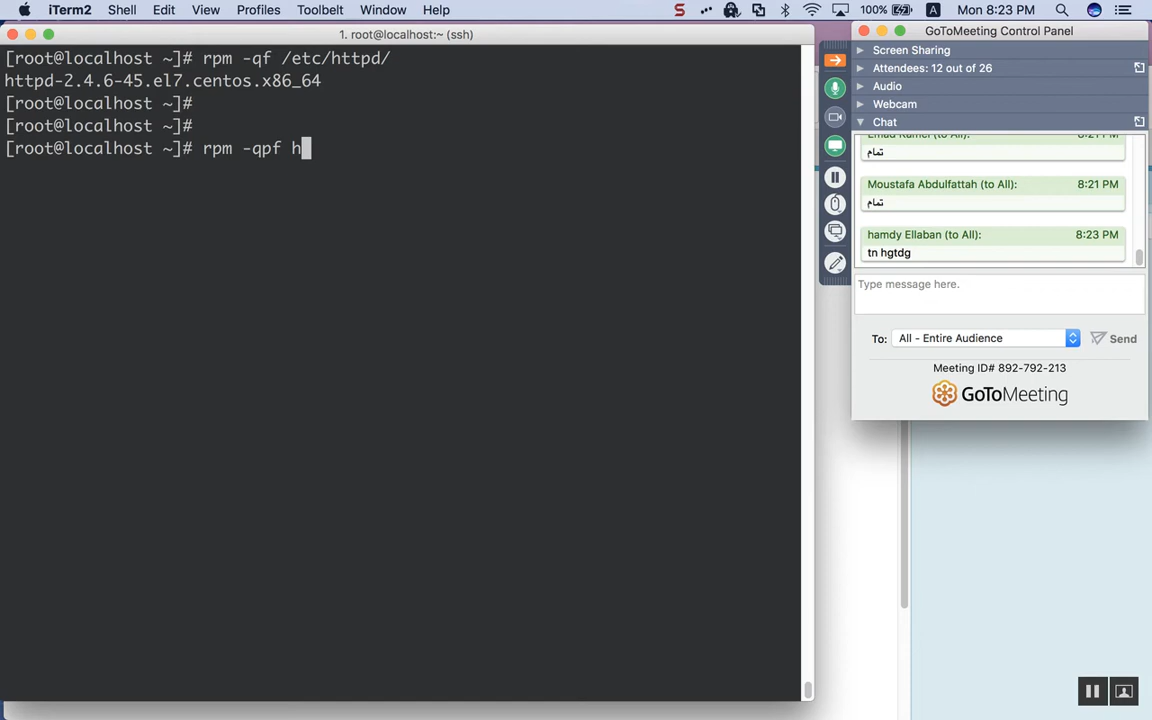 iTerm2 Shell Edit View Profiles Toolbelt Window Help
100% A Mon 8:23 PM
1. root@localhost:~ (ssh)
[root@localhost ~]# rpm -qf /etc/httpd/
httpd-2.4.6-45.el7.centos.x86_64
[root@localhost ~]#
[root@localhost ~]#
[root@localhost ~]# rpm -qpf h
GoToMeeting Control Panel
Screen Sharing
Attendees: 12 out of 26
Audio
Webcam
Chat
تمام
Moustafa Abdulfattah (to All): 8:21 PM
تمام
hamdy Ellaban (to All): 8:23 PM
tn hgtdg
Type message here.
To: All - Entire Audience Send
Meeting ID# 892-792-213
GoToMeeting